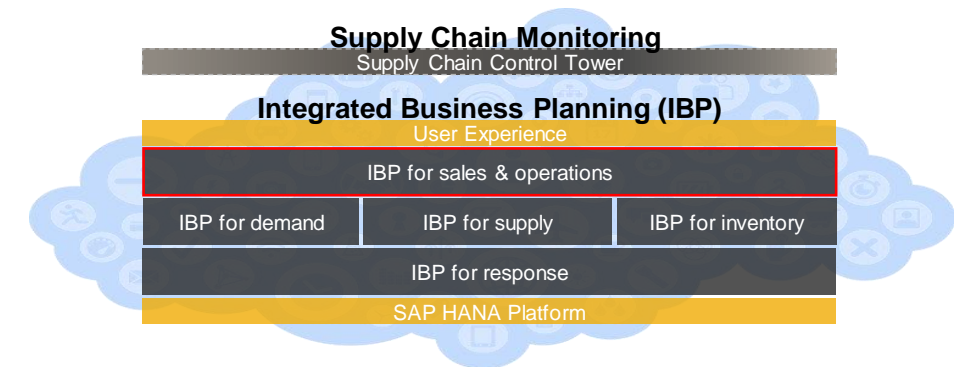 Supply Chain Monitoring
Supply Chain Control Tower
Integrated Business Planning (IBP)
User Experience
IBP for sales & operations
IBP for demand
IBP for supply
IBP for inventory
IBP for response
SAP HANA Platform